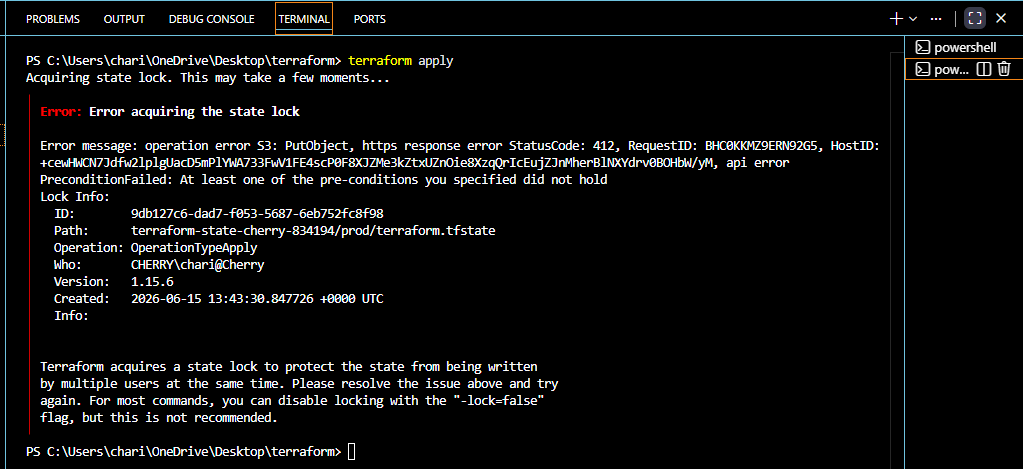 PROBLEMS OUTPUT DEBUG CONSOLE TERMINAL PORTS
powershell
pow...
PS C:\Users\chari\OneDrive\Desktop\terraform> terraform apply
Acquiring state lock. This may take a few moments...
Error: Error acquiring the state lock
Error message: operation error S3: PutObject, https response error StatusCode: 412, RequestID: BHC0KKMZ9ERN92G5, HostID:
+cewHWCN7Jdfw2lplgUacD5mPlYWA733FwV1FE4scP0F8XJZMe3kZtxUZnOie8XzqQrIcEujZJnMherBlNXYdrv0BOHbW/yM, api error
PreconditionFailed: At least one of the pre-conditions you specified did not hold
Lock Info:
ID: 9db127c6-dad7-f053-5687-6eb752fc8f98
Path: terraform-state-cherry-834194/prod/terraform.tfstate
Operation: OperationTypeApply
Who: CHERRY\chari@Cherry
Version: 1.15.6
Created: 2026-06-15 13:43:30.847726 +0000 UTC
Info:
Terraform acquires a state lock to protect the state from being written
by multiple users at the same time. Please resolve the issue above and try
again. For most commands, you can disable locking with the "-lock=false"
flag, but this is not recommended.
PS C:\Users\chari\OneDrive\Desktop\terraform>